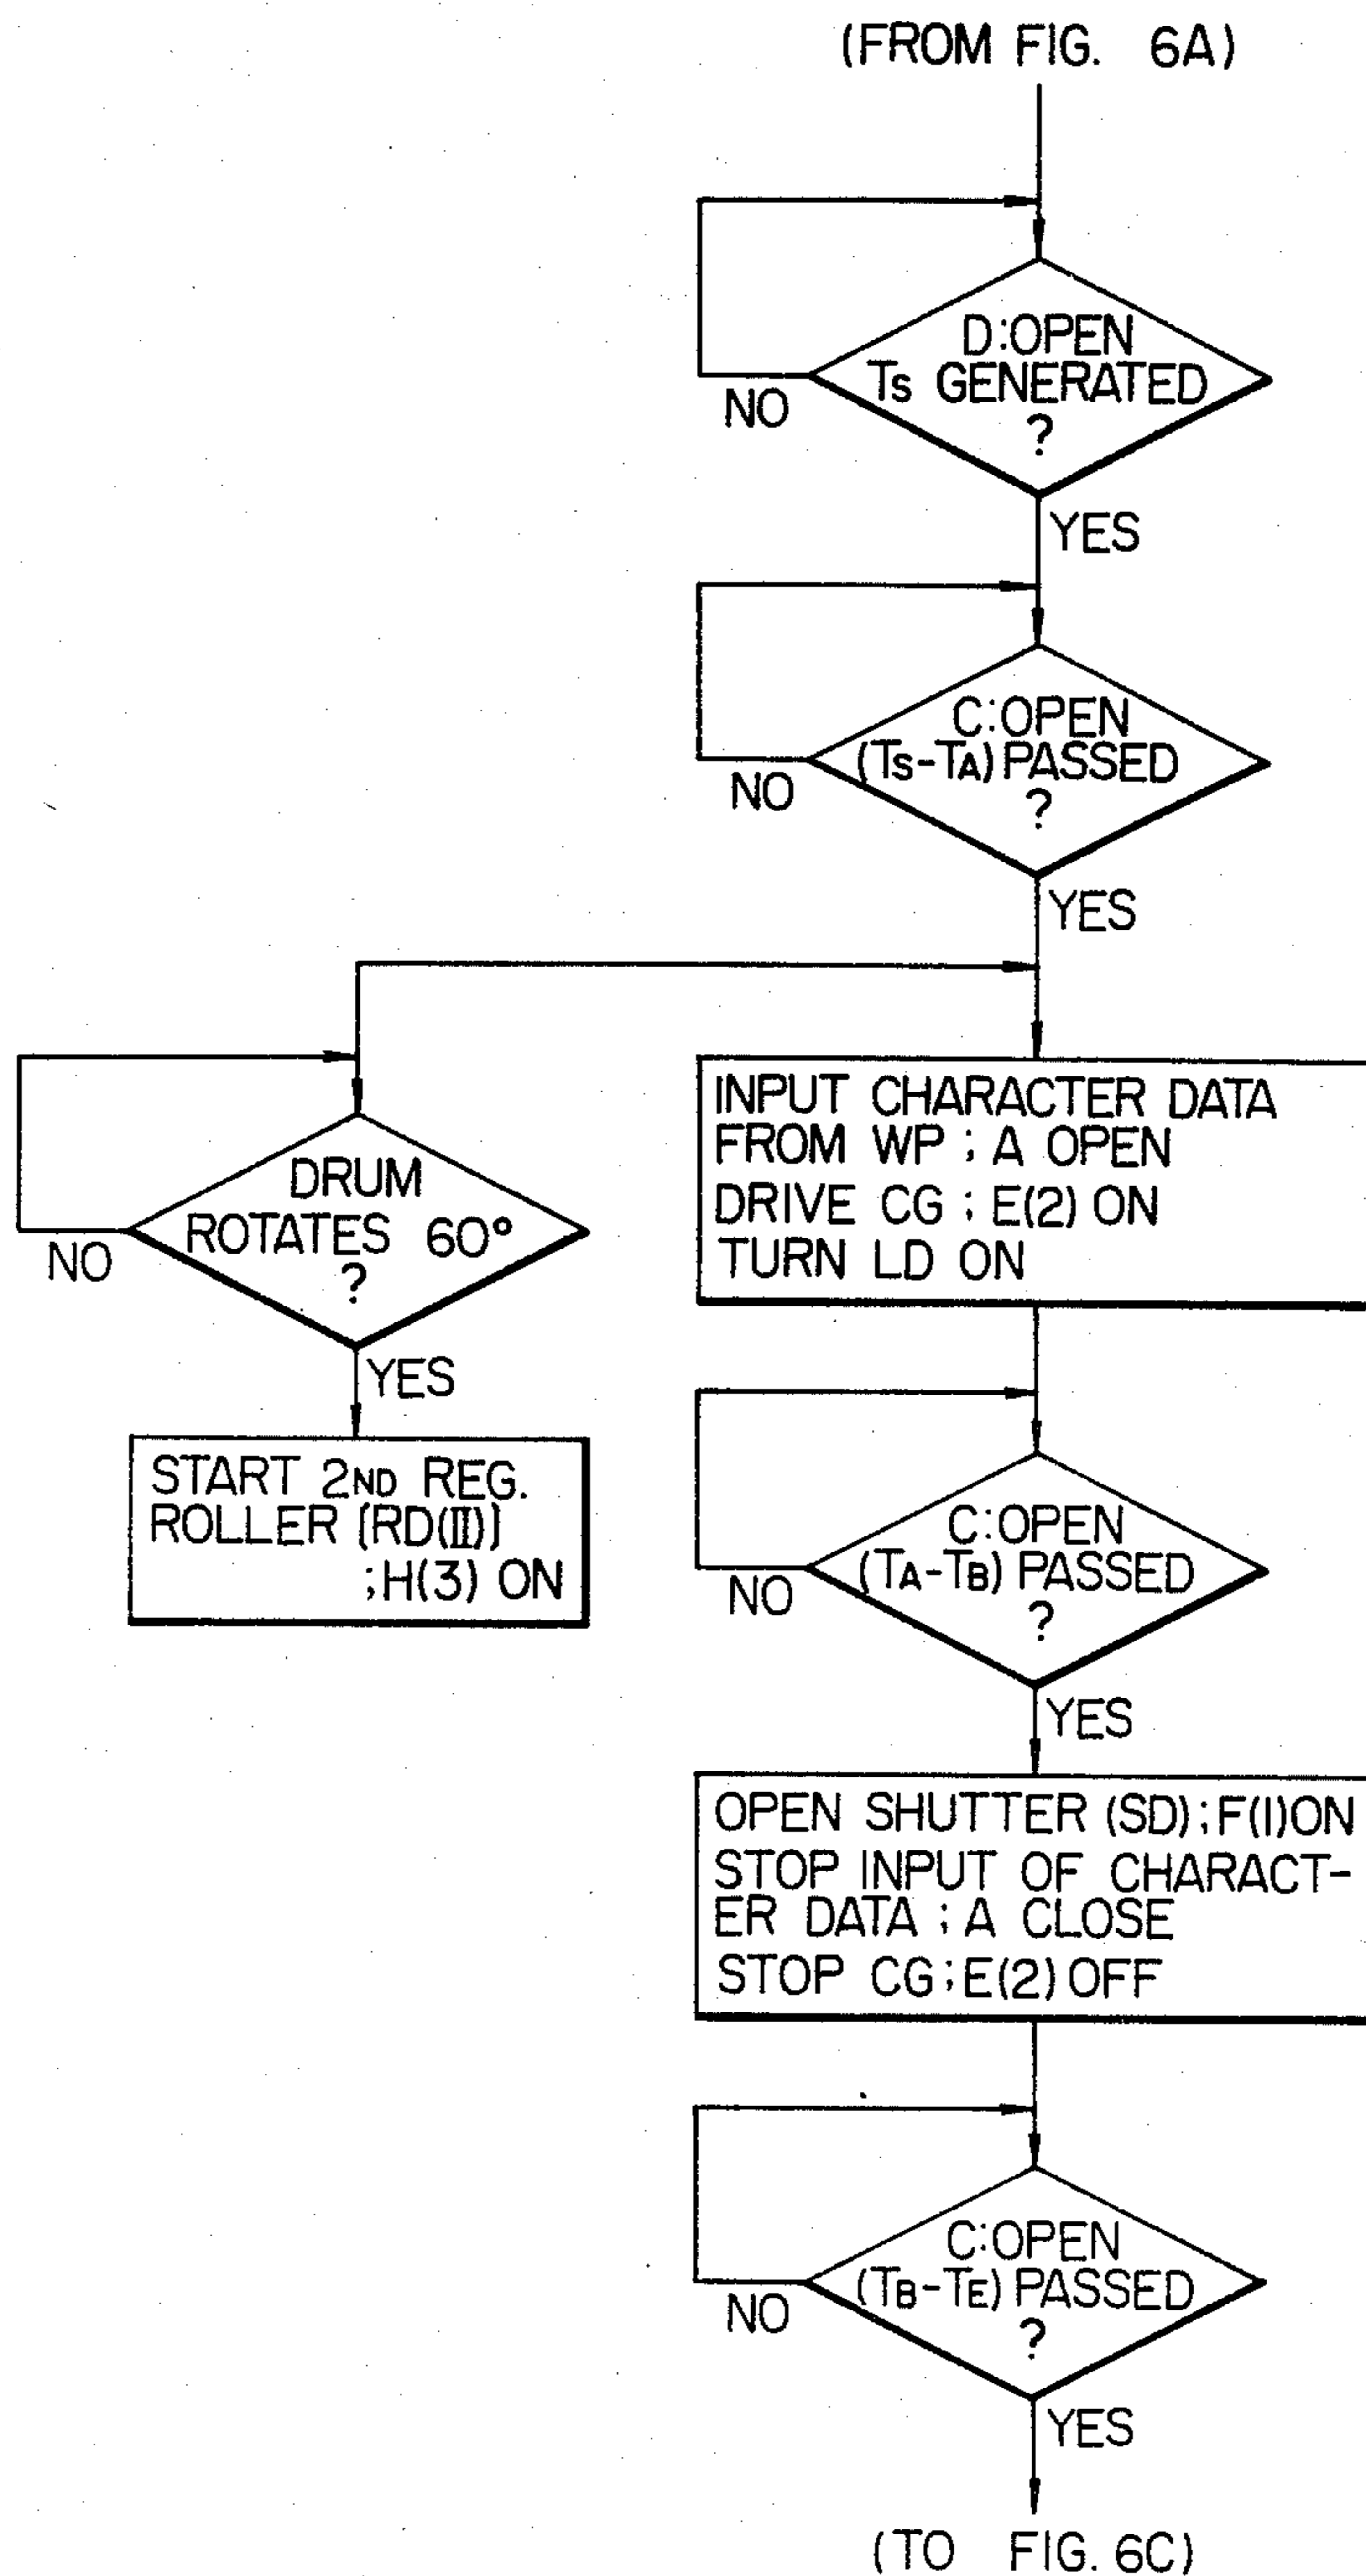 (FROM FIG. 6A)
D:OPEN
Ts GENERATED
?
NO
YES
C:OPEN
(Ts-TA) PASSED
?
NO
YES
DRUM
ROTATES 60°
?
NO
YES
START 2ND REG.
ROLLER [RD(II)]
;H(3) ON
INPUT CHARACTER DATA
FROM WP ; A OPEN
DRIVE CG ; E(2) ON
TURN LD ON
C:OPEN
(TA-TB) PASSED
?
NO
YES
OPEN SHUTTER (SD);F(1)ON
STOP INPUT OF CHARACT-
ER DATA ; A CLOSE
STOP CG;E(2) OFF
C:OPEN
(TB-TE) PASSED
?
NO
YES
(TO FIG. 6C)